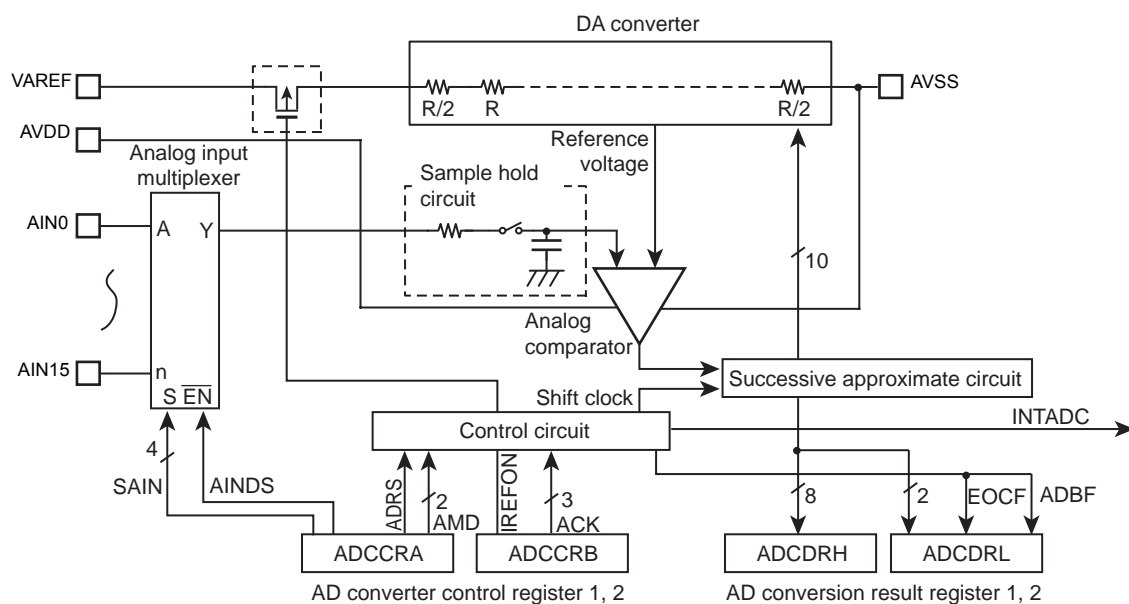 DA converter
VAREF
R/2
R
R/2
AVSS
AVDD
Analog input
multiplexer
Reference
voltage
Sample hold
circuit
AIN0
A
Y
10
Analog
comparator
AIN15
n
S
EN
Successive approximate circuit
Shift clock
INTADC
Control circuit
4
SAIN
AINDS
ADRS
2
AMD
IREFON
3
ACK
8
2
EOCF
ADBF
ADCCRA
ADCCRB
ADCDRH
ADCDRL
AD converter control register 1, 2
AD conversion result register 1, 2